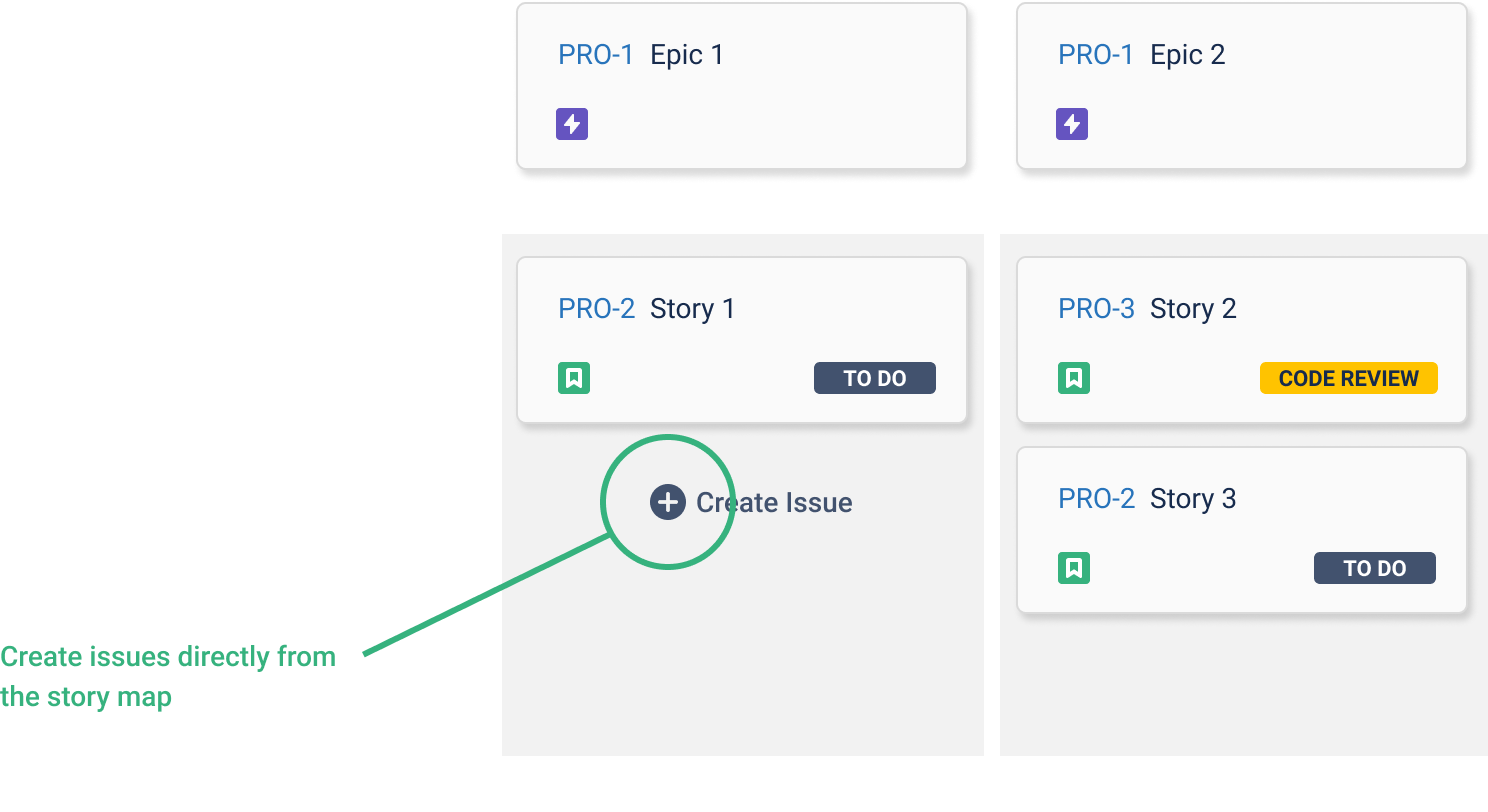 PRO-1 Epic 1
PRO-1 Epic 2
PRO-2 Story 1
TO DO
PRO-3 Story 2
CODE REVIEW
Create Issue
PRO-2 Story 3
TO DO
Create issues directly from
the story map